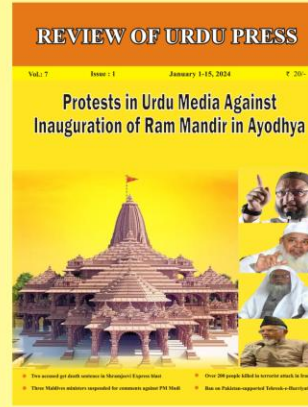 REVIEW OF URDU PRESS
Vol.: 7 Issue : 1 January 1-15, 2024 ₹ 20/-
Protests in Urdu Media Against
Inauguration of Ram Mandir in Ayodhya
Two accused get death sentence in Shramjeevi Express blast
Over 200 people killed in terrorist attack in Iran
Three Maldives ministers suspended for comments against PM Modi
Ban on Pakistan-supported Tehreek-e-Hurriyat